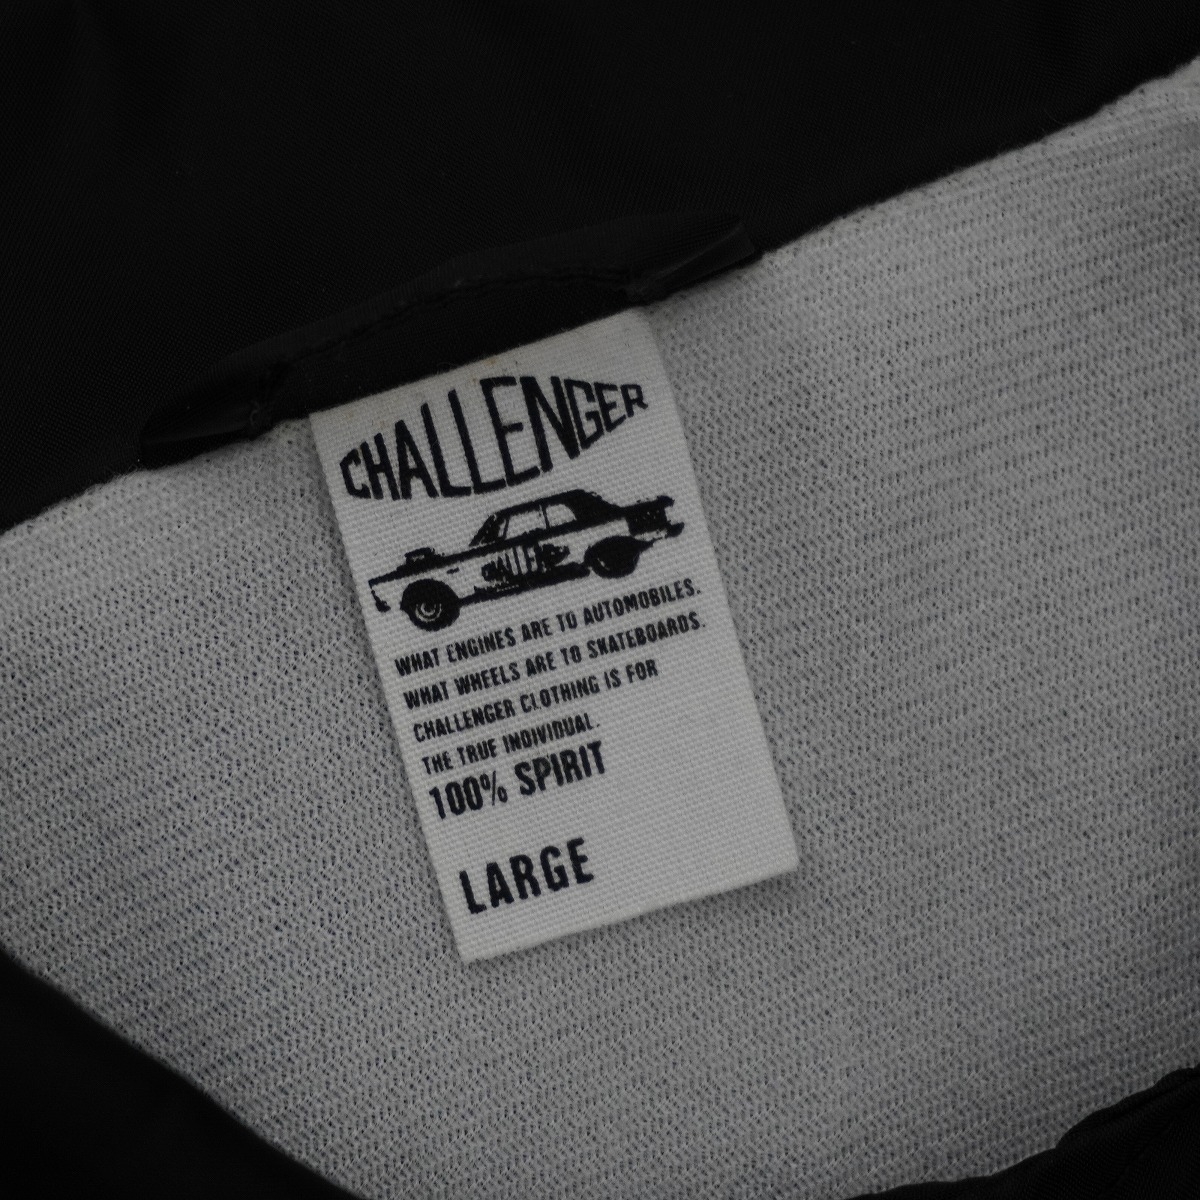 CHALLENGER
CHALLENGER
WHAT ENGINES ARE TO AUTOMOBILES.
WHAT WHEELS ARE TO SKATEBOARDS.
CHALLENGER CLOTHING IS FOR
THE TRUE INDIVIDUAL.
100% SPIRIT
LARGE